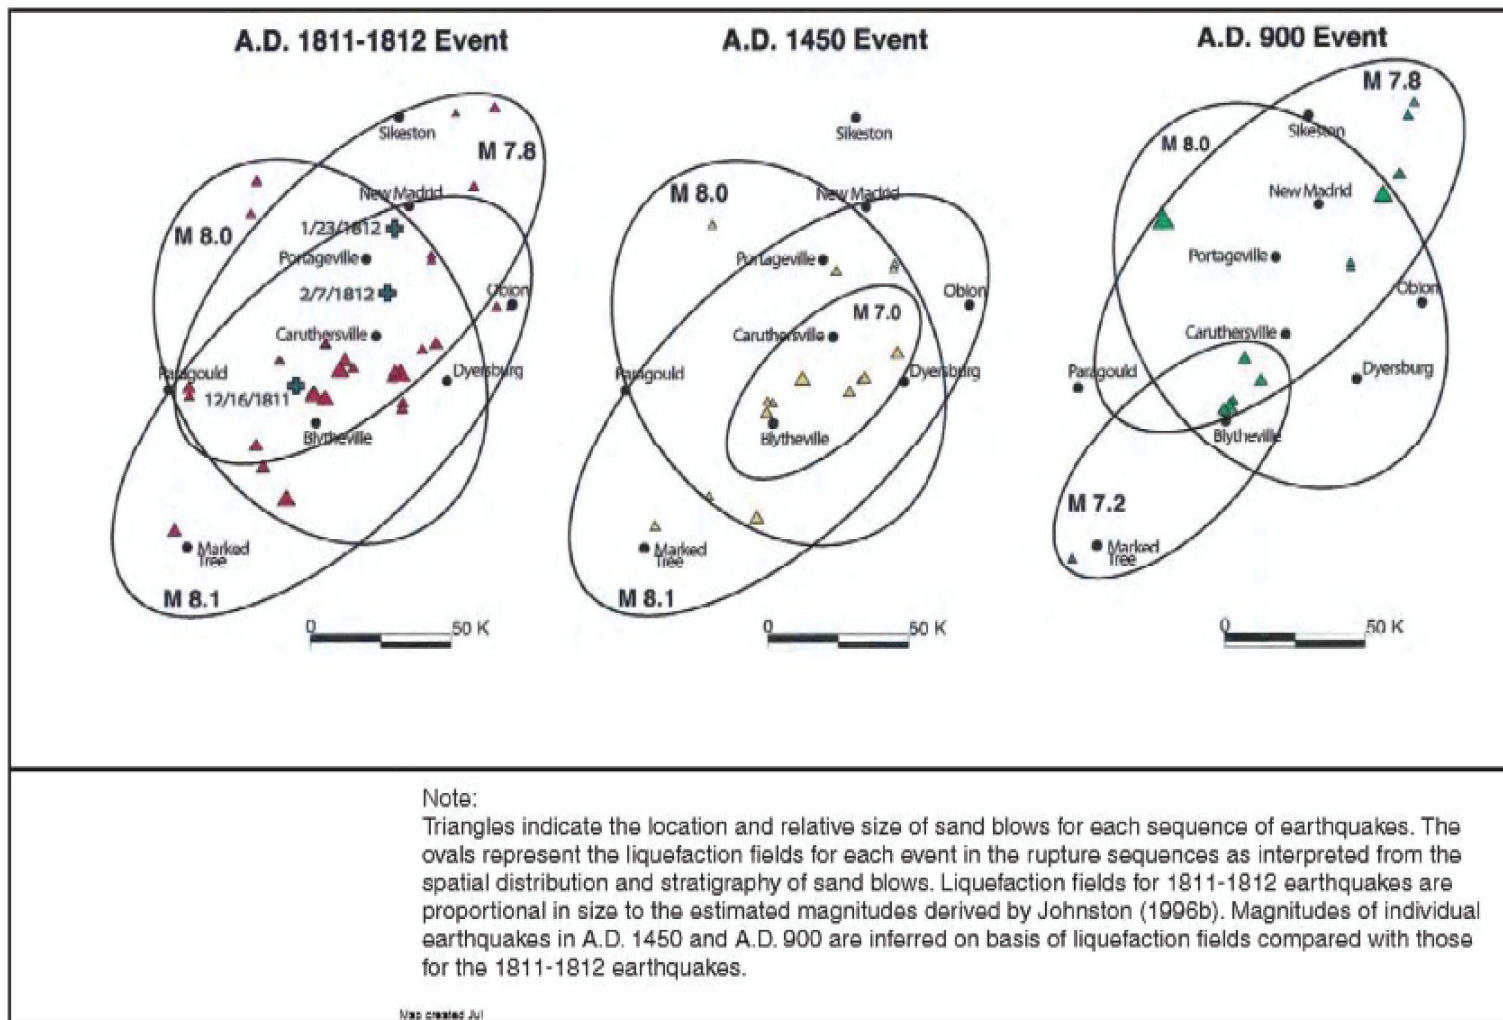 A.D. 1811-1812 Event
Sikeston
M 7.8
New Madrid
M 8.0
1/23/1812
Portageville
2/7/1812
Obion
Caruthersville
Paragould
Dyersburg
12/16/1811
Blytheville
Marked
Tree
M 8.1
0 50 K
A.D. 1450 Event
Sikeston
M 8.0
New Madrid
Portageville
Obion
M 7.0
Caruthersville
Paragould
Dyersburg
Blytheville
Marked
Tree
M 8.1
0 50 K
A.D. 900 Event
M 7.8
Sikeston
M 8.0
New Madrid
Portageville
Obion
Caruthersville
Paragould
Dyersburg
Blytheville
M 7.2
Marked
Tree
0 50 K
Note:
Triangles indicate the location and relative size of sand blows for each sequence of earthquakes. The
ovals represent the liquefaction fields for each event in the rupture sequences as interpreted from the
spatial distribution and stratigraphy of sand blows. Liquefaction fields for 1811-1812 earthquakes are
proportional in size to the estimated magnitudes derived by Johnston (1996b). Magnitudes of individual
earthquakes in A.D. 1450 and A.D. 900 are inferred on basis of liquefaction fields compared with those
for the 1811-1812 earthquakes.
Map created Jul